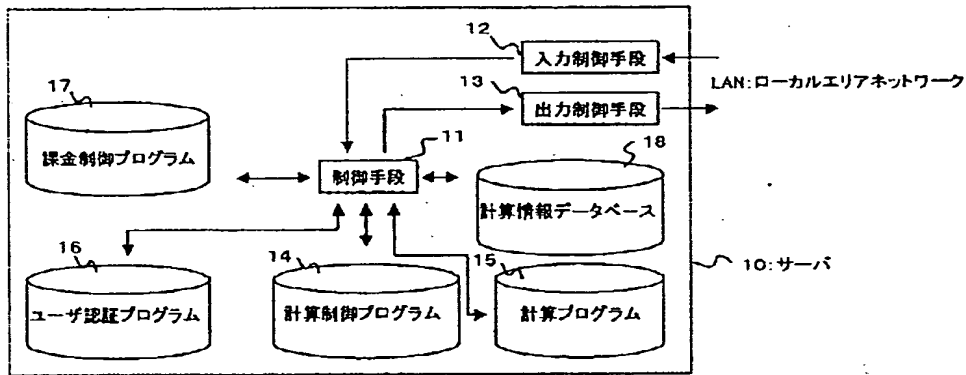 12
入力制御手段
LAN:ローカルエリアネットワーク
13
出力制御手段
17
課金制御プログラム
11
制御手段
18
計算情報データベース
10:サーバ
16
ユーザ認証プログラム
14
計算制御プログラム
15
計算プログラム